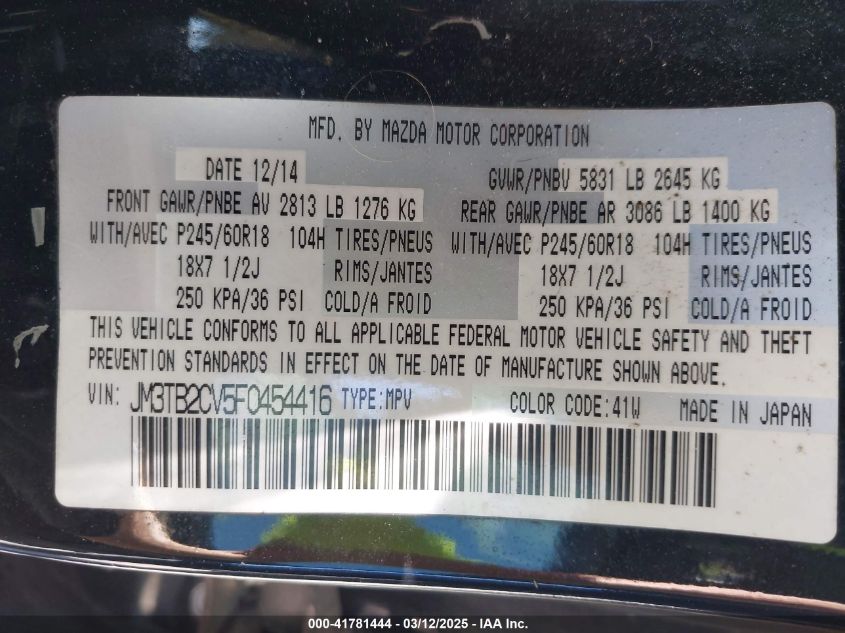 MFD. BY MAZDA MOTOR CORPORATION
DATE 12/14 GVWR/PNBV 5831 LB 2645 KG
FRONT GAWR/PNBE AV 2813 LB 1276 KG REAR GAWR/PNBE AR 3086 LB 1400 KG
WITH/AVEC P245/60R18 104H TIRES/PNEUS WITH/AVEC P245/60R18 104H TIRES/PNEUS
18X7 1/2J RIMS/JANTES 18X7 1/2J RIMS/JANTES
250 KPA/36 PSI COLD/A FROID 250 KPA/36 PSI COLD/A FROID
THIS VEHICLE CONFORMS TO ALL APPLICABLE FEDERAL MOTOR VEHICLE SAFETY AND THEFT
PREVENTION STANDARDS IN EFFECT ON THE DATE OF MANUFACTURE SHOWN ABOVE.
VIN: JM3TB2CV5F0454416 TYPE:MPV COLOR CODE:41W MADE IN JAPAN
000-41781444 - 03/12/2025 - IAA Inc.